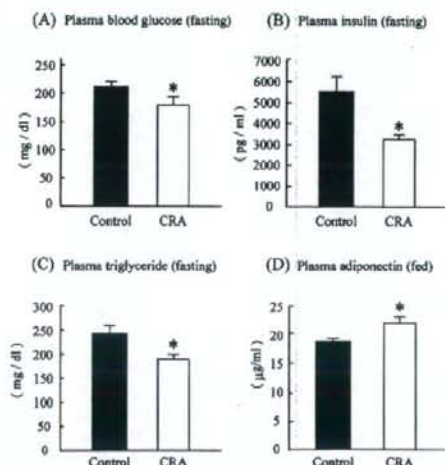 (A) Plasma blood glucose (fasting)
(B) Plasma insulin (fasting)
250
200
150
100
50
0
( mg / dl )
*
Control CRA
7000
6000
5000
4000
3000
2000
1000
0
( pg / ml )
*
Control CRA
(C) Plasma triglyceride (fasting)
(D) Plasma adiponectin (fed)
300
250
200
150
100
50
0
( mg / dl )
*
Control CRA
25
20
15
10
5
0
( μg/ml )
*
Control CRA